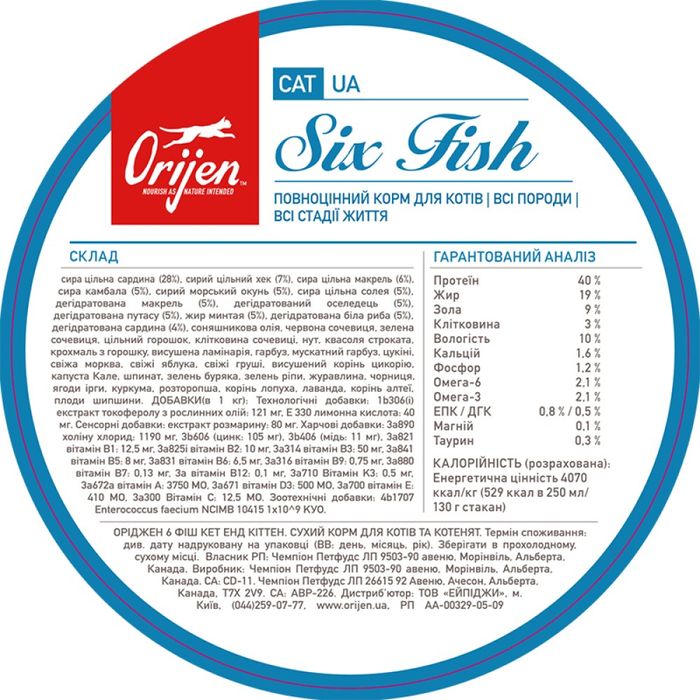 CAT UA
Orijen™
NOURISH AS NATURE INTENDED
Six Fish
ПОВНОЦІННИЙ КОРМ ДЛЯ КОТІВ | ВСІ ПОРОДИ |
ВСІ СТАДІЇ ЖИТТЯ
СКЛАД
сира цільна сардина (28%), сирий цільний хек (7%), сира цільна макрель (6%),
сира камбала (5%), сирий морський окунь (5%), сира цільна солея (5%),
дегідратована макрель (5%), дегідратований оселедець (5%),
дегідратована путасу (5%), жир минтая (5%), дегідратована біла риба (5%),
дегідратована сардина (4%), соняшникова олія, червона сочевиця, зелена
сочевиця, цільний горошок, клітковина сочевиці, нут, квасоля строката,
крохмаль з горошку, висушена ламінарія, гарбуз, мускатний гарбуз, цукіні,
свіжа морква, свіжі яблука, свіжі груші, висушений корінь цикорію,
капуста Кале, шпинат, зелень буряка, зелень ріпи, журавлина, чорниця,
ягоди ірги, куркума, розторопша, корінь лопуха, лаванда, корінь алтеї,
плоди шипшини. ДОБАВКИ(в 1 кг): Технологічні добавки: 1b306(i)
екстракт токоферолу з рослинних олій: 121 мг, Е 330 лимонна кислота: 40
мг. Сенсорні добавки: екстракт розмарину: 80 мг. Харчові добавки: 3a890
холіну хлорид: 1190 мг, 3b606 (цинк: 105 мг), 3b406 (мідь: 11 мг), 3a821
вітамін В1: 12,5 мг, 3a825i вітамін В2: 10 мг, 3a314 вітамін В3: 50 мг, 3a841
вітамін В5: 8 мг, 3a831 вітамін В6: 6,5 мг, 3a316 вітамін В9: 0,75 мг, 3a880
вітамін В7: 0,13 мг, 3a вітамін В12: 0,1 мг, 3a710 Вітамін К3: 0,5 мг,
3a672a вітамін А: 3750 МО, 3a671 вітамін D3: 500 МО, 3a700 вітамін Е:
410 МО, 3a300 Вітамін С: 12,5 МО. Зоотехнічні добавки: 4b1707
Enterococcus faecium NCIMB 10415 1x10^9 КУО.
ГАРАНТОВАНИЙ АНАЛІЗ
Протеїн 40 %
Жир 19 %
Зола 9 %
Клітковина 3 %
Вологість 10 %
Кальцій 1.6 %
Фосфор 1.2 %
Омега-6 2,1 %
Омега-3 2,1 %
ЕПК / ДГК 0,8 % / 0,5 %
Магній 0.1 %
Таурин 0,3 %
КАЛОРІЙНІСТЬ (розрахована):
Енергетична цінність 4070
ккал/кг (529 ккал в 250 мл/
130 г стакан)
ОРІДЖЕН 6 ФІШ КЕТ ЕНД КІТТЕН. СУХИЙ КОРМ ДЛЯ КОТІВ ТА КОТЕНЯТ. Термін споживання:
див. дату надруковану на упаковці (ВВ: день, місяць, рік). Зберігати в прохолодному,
сухому місці. Власник РП: Чемпіон Петфудс ЛП 9503-90 авеню, Морінвіль, Альберта,
Канада. Виробник: Чемпіон Петфудс ЛП 9503-90 авеню, Морінвіль, Альберта,
Канада. СА: CD-11. Чемпіон Петфудс ЛП 26615 92 Авеню, Ачесон, Альберта,
Канада, T7X 2V9. СА: АВР-226. Дистриб'ютор: ТОВ «ЕЙПІДЖИ», м.
Київ, (044)259-07-77, www.orijen.ua, РП АА-00329-05-09